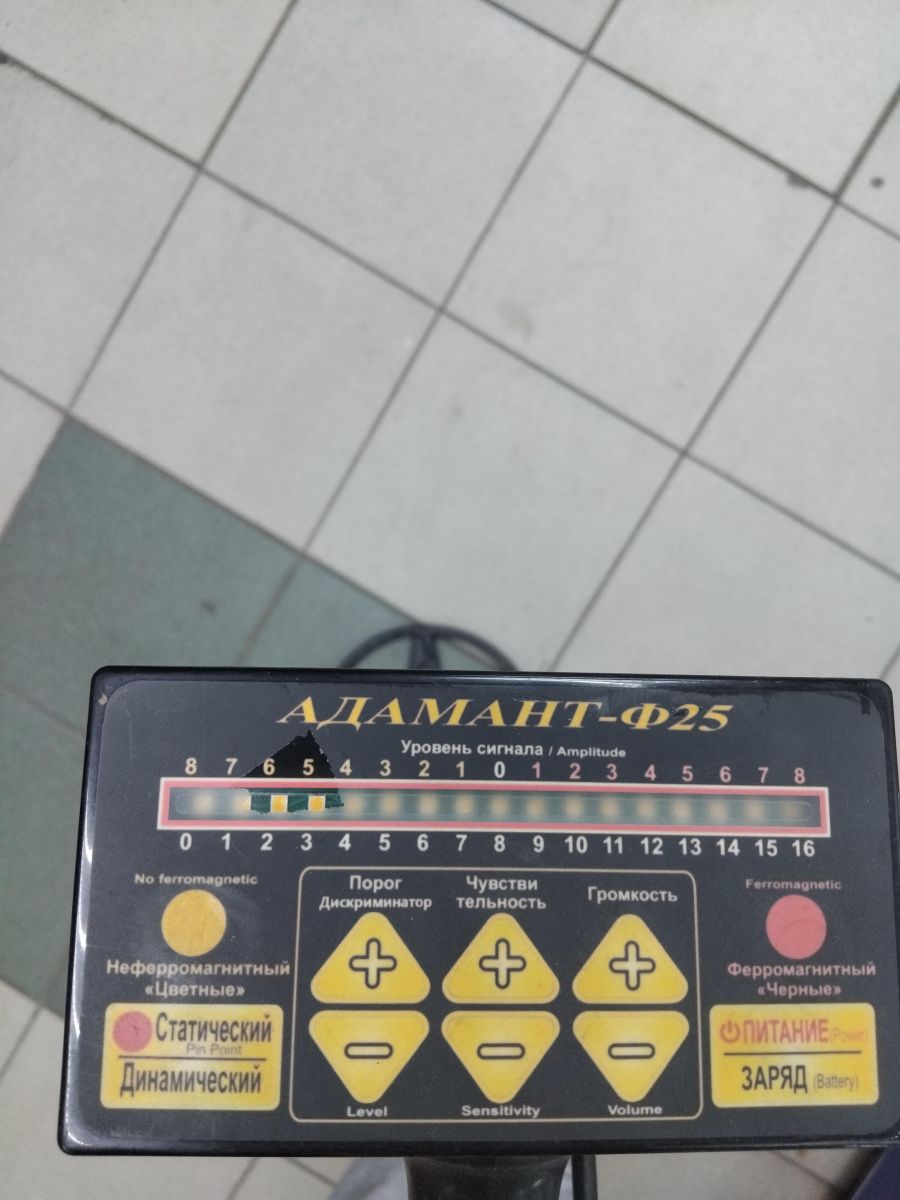 АДАМАНТ-Ф25
Уровень сигнала / Amplitude
8 7 6 5 4 3 2 1 0 1 2 3 4 5 6 7 8
0 1 2 3 4 5 6 7 8 9 10 11 12 13 14 15 16
No ferromagnetic
Неферромагнитный
«Цветные»
Статический
Pin Point
Динамический
Порог
Дискриминатор
Level
Чувстви
тельность
Sensitivity
Громкость
Volume
Ferromagnetic
Ферромагнитный
«Черные»
ПИТАНИЕ (Power)
ЗАРЯД (Battery)